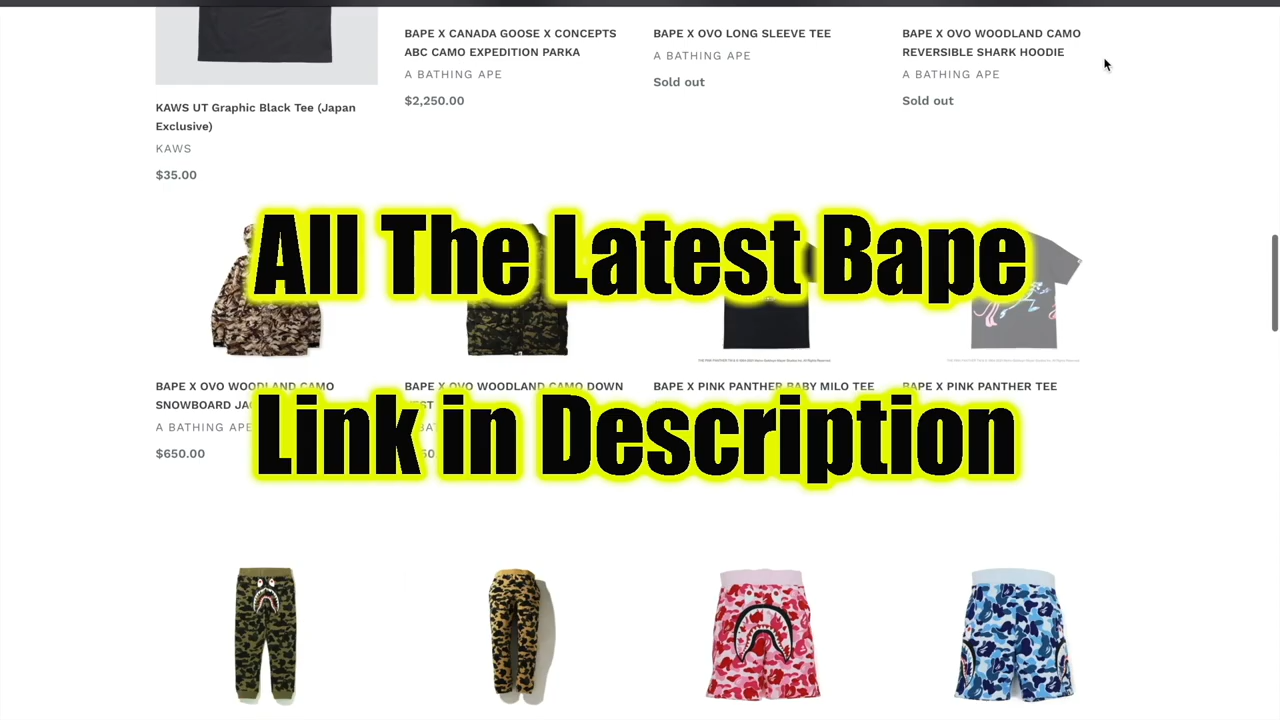 BAPE X CANADA GOOSE X CONCEPTS
ABC CAMO EXPEDITION PARKA
A BATHING APE
$2,250.00
BAPE X OVO LONG SLEEVE TEE
A BATHING APE
Sold out
BAPE X OVO WOODLAND CAMO
REVERSIBLE SHARK HOODIE
A BATHING APE
Sold out
KAWS UT Graphic Black Tee (Japan
Exclusive)
KAWS
$35.00
All The Latest Bape
BAPE X OVO WOODLAND CAMO
SNOWBOARD
A BATHING APE
$650.00
BAPE X OVO WOODLAND CAMO DOWN
BAPE X PINK PANTHER BABY MILO TEE
BAPE X PINK PANTHER TEE
Link in Description